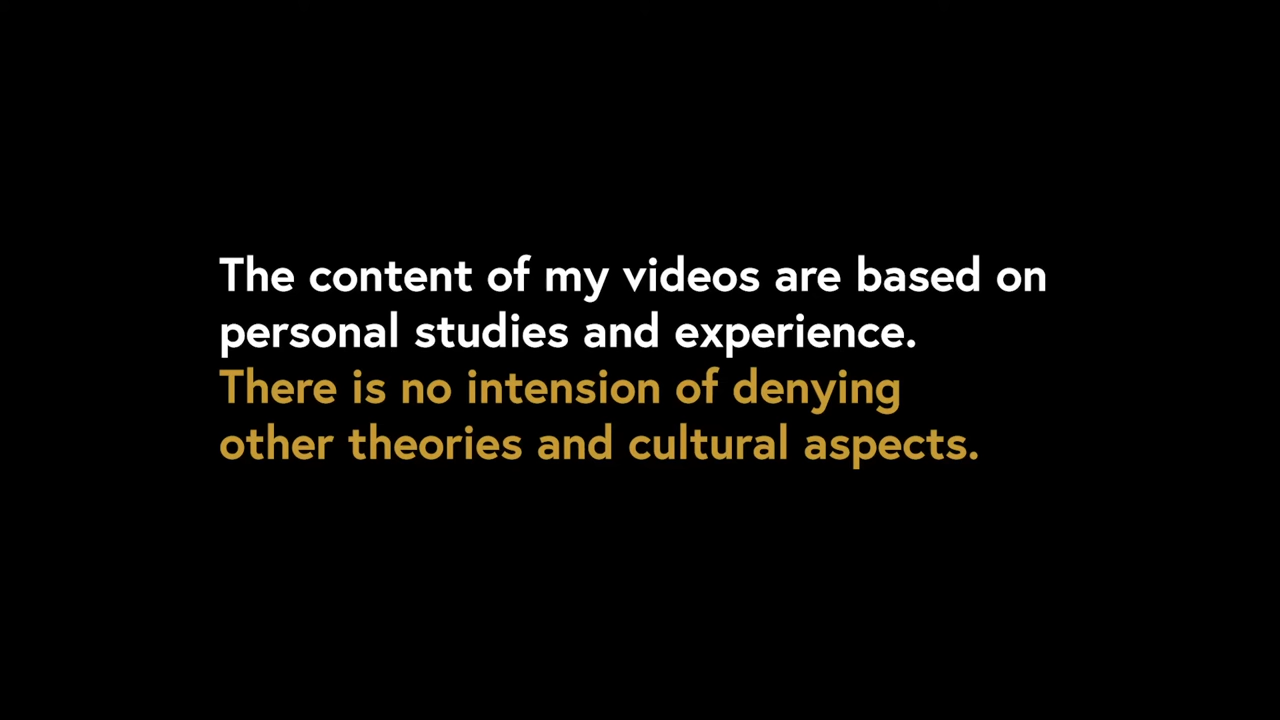 The content of my videos are based on
personal studies and experience.
There is no intension of denying
other theories and cultural aspects.